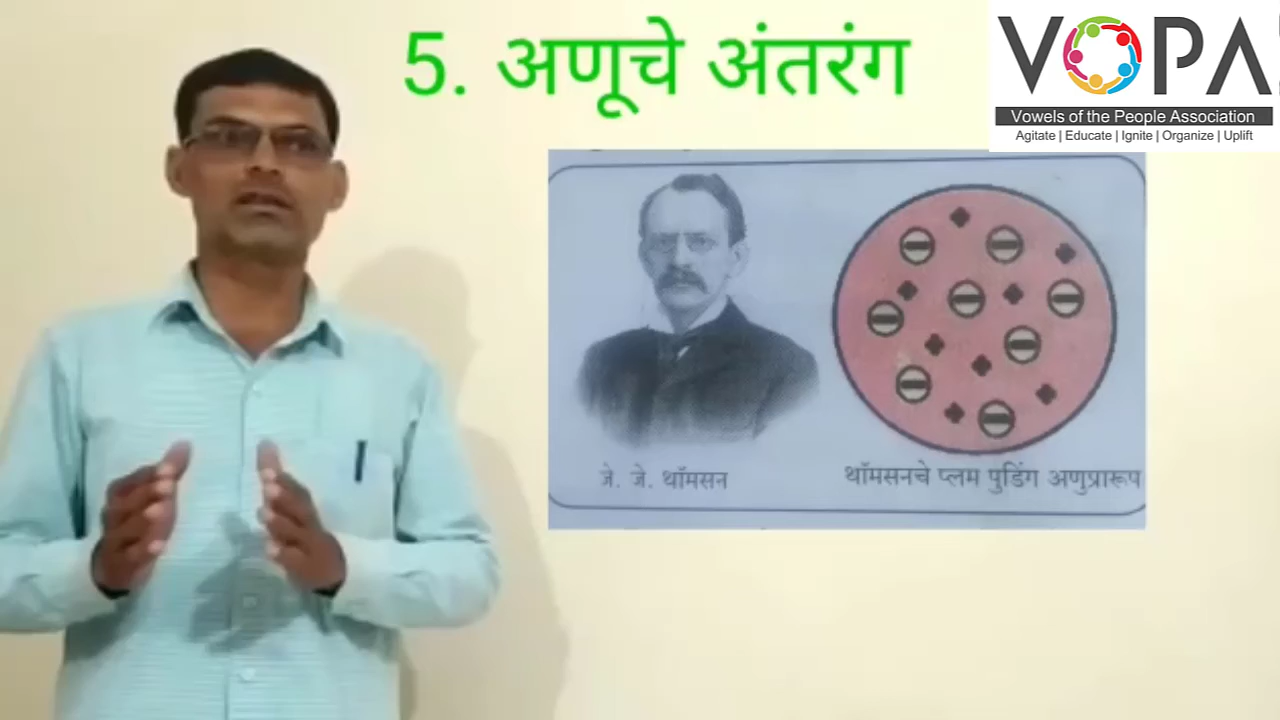 5. अणूचे अंतरंग
VOPA
Vowels of the People Association
Agitate | Educate | Ignite | Organize | Uplift
जे. जे. थॉमसन
थॉमसनचे प्लम पुडिंग अणुप्रारूप